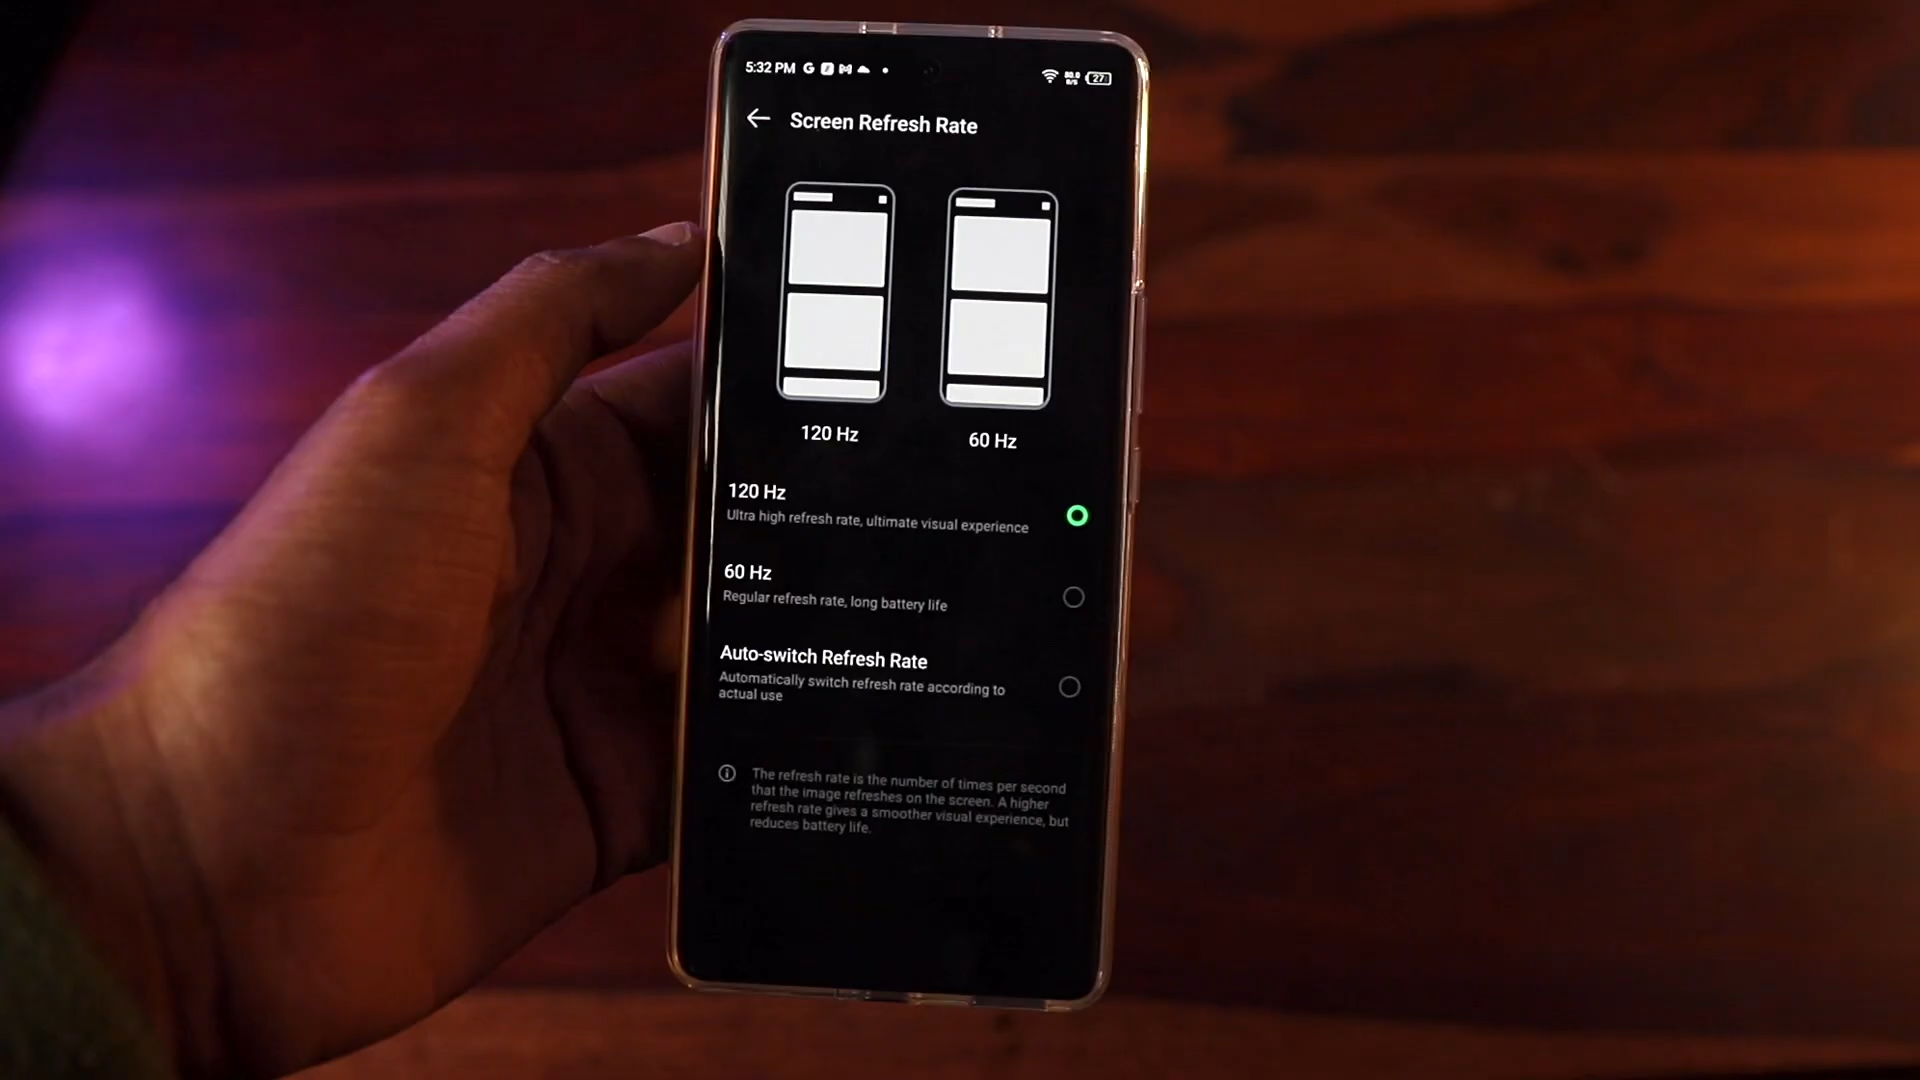 5:32 PM
27
Screen Refresh Rate
120 Hz
60 Hz
120 Hz
Ultra high refresh rate, ultimate visual experience
60 Hz
Regular refresh rate, long battery life
Auto-switch Refresh Rate
Automatically switch refresh rate according to
actual use
The refresh rate is the number of times per second
that the image refreshes on the screen. A higher
refresh rate gives a smoother visual experience, but
reduces battery life.